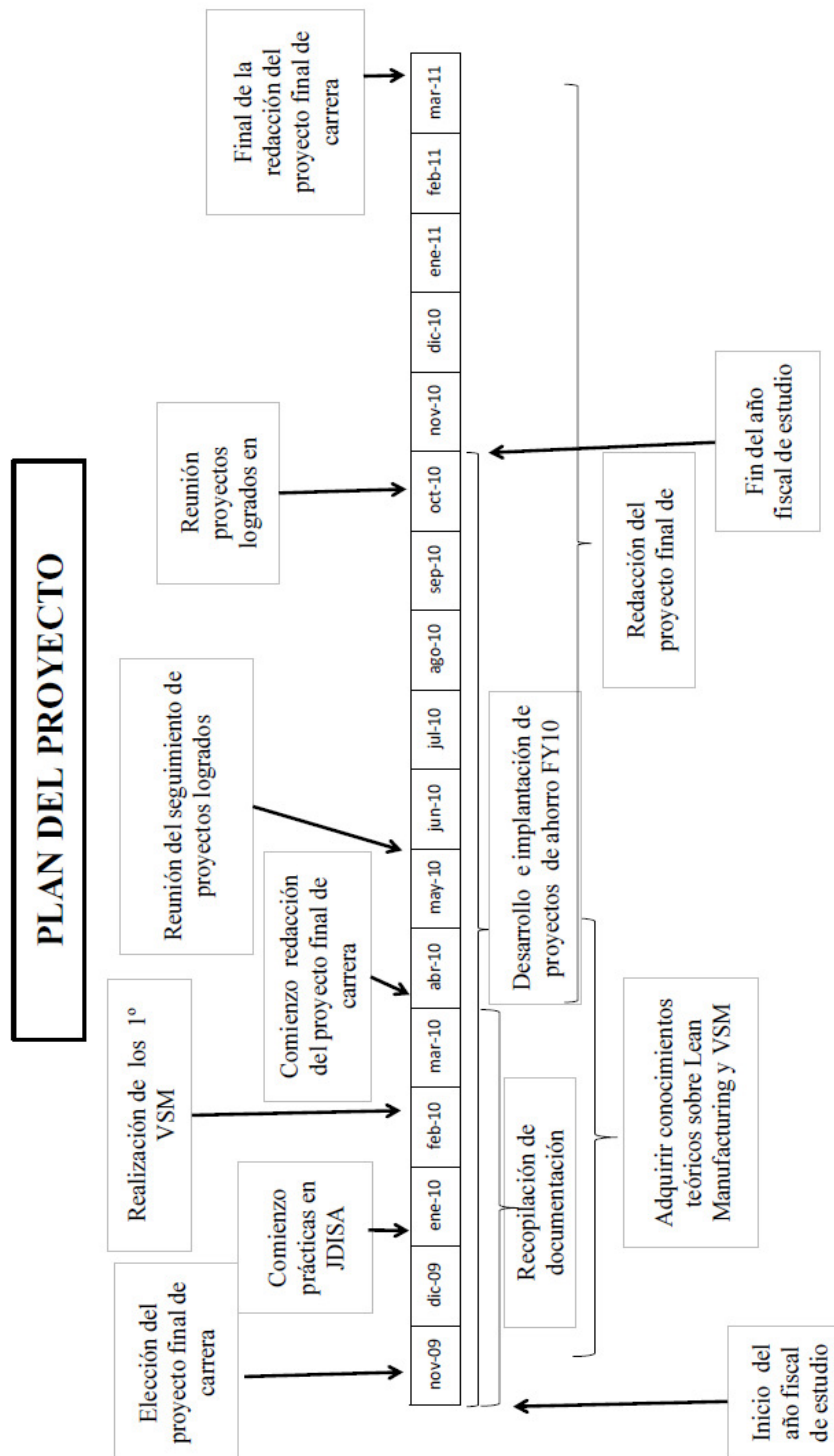 PLAN DEL PROYECTO
Elección del
proyecto final de
carrera
Comienzo
prácticas en
JDISA
Realización de los 1º
VSM
Comienzo redacción
del proyecto final de
carrera
Reunión del seguimiento de
proyectos logrados
Reunión
proyectos
logrados en
Final de la
redacción del
proyecto final de
carrera
nov-09
dic-09
ene-10
feb-10
mar-10
abr-10
may-10
jun-10
jul-10
ago-10
sep-10
oct-10
nov-10
dic-10
ene-11
feb-11
mar-11
Inicio del
año fiscal
de estudio
Recopilación de
documentación
Adquirir conocimientos
teóricos sobre Lean
Manufacturing y VSM
Desarrollo e implantación de
proyectos de ahorro FY10
Redacción del
proyecto final de
Fin del año
fiscal de estudio